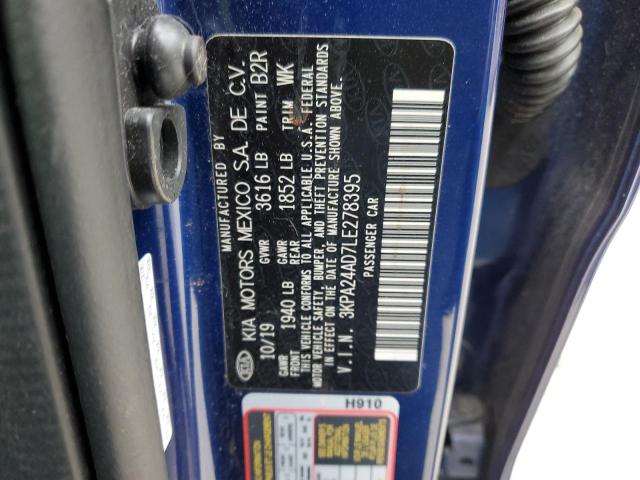 MANUFACTURED BY
KIA KIA MOTORS MEXICO S.A. DE C.V.
10/19 GVWR 3616 LB PAINT B2R
GAWR FRONT 1940 LB GAWR REAR 1852 LB TRIM WK
THIS VEHICLE CONFORMS TO ALL APPLICABLE U.S.A. FEDERAL
MOTOR VEHICLE SAFETY, BUMPER, AND THEFT PREVENTION STANDARDS
IN EFFECT ON THE DATE OF MANUFACTURE SHOWN ABOVE.
V.I.N. 3KPA24AD7LE278395
PASSENGER CAR
H910